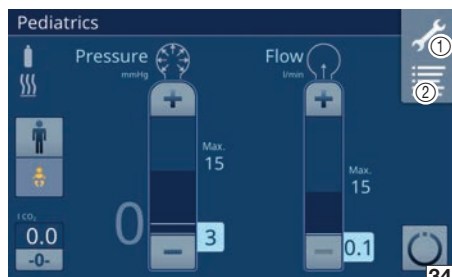 Pediatrics
①
②
Pressure
mmHg
Flow
l/min
+
+
Max.
15
Max.
15
0
3
0.1
−
−
l CO₂
0.0
-0-
34